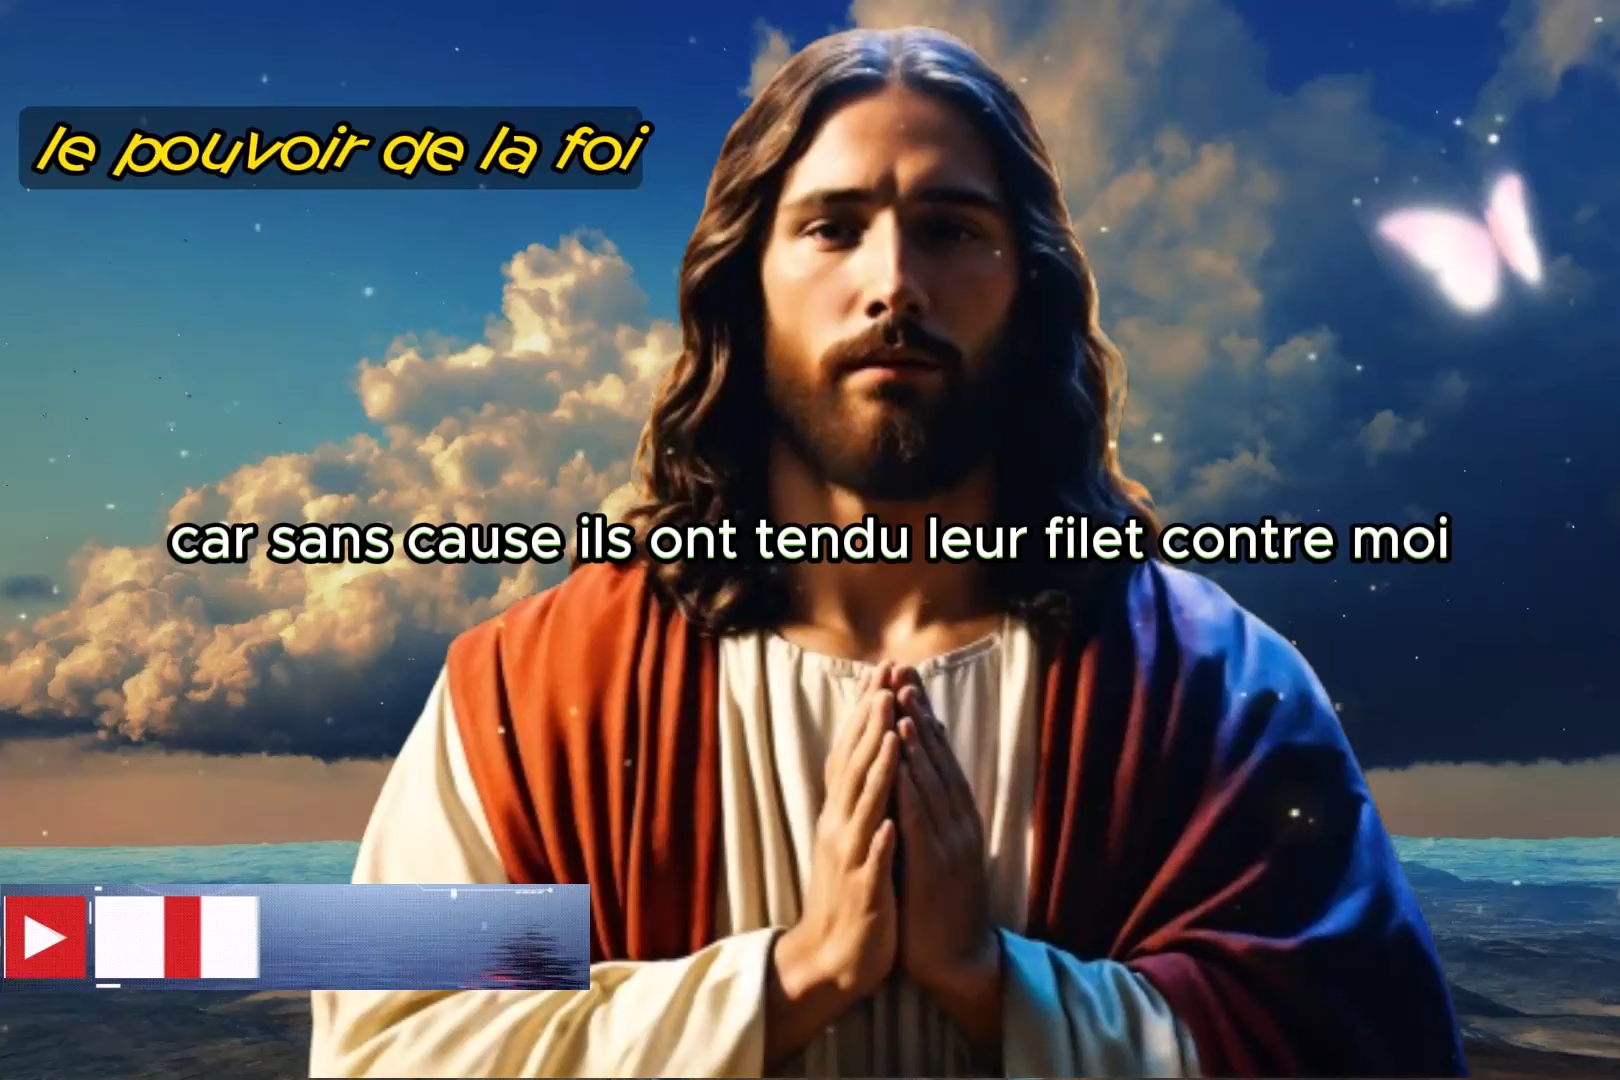 le pouvoir de la foi
car sans cause ils ont tendu leur filet contre moi